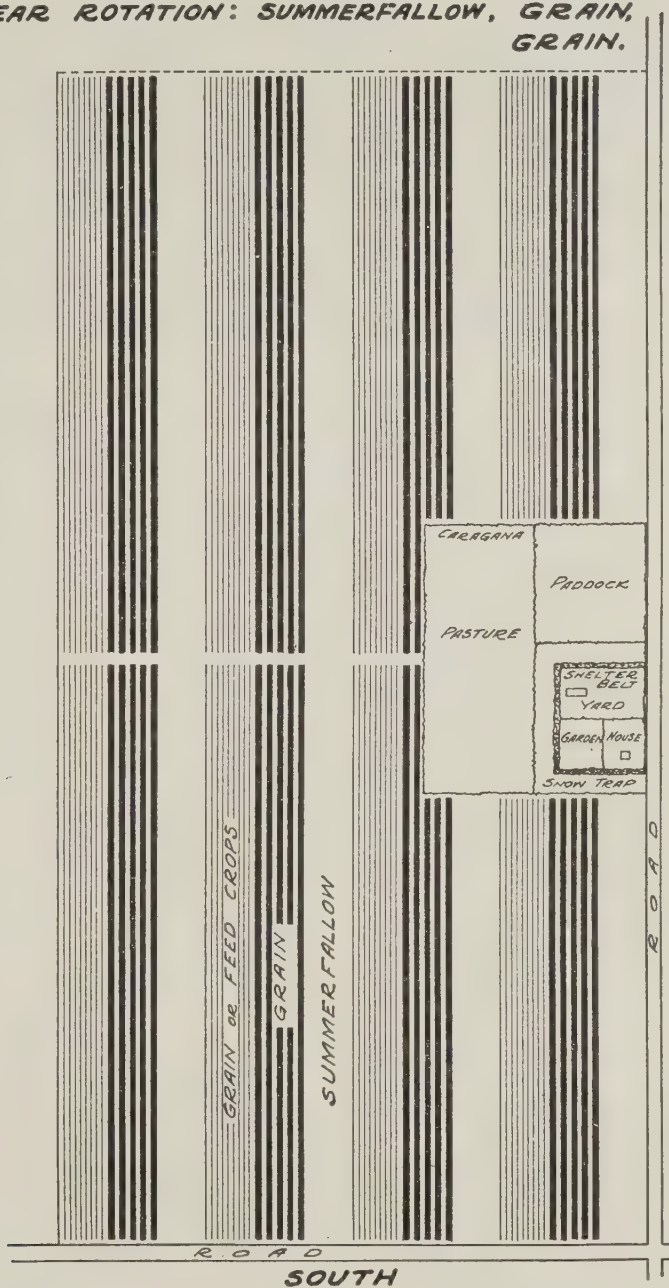 EAR ROTATION: SUMMERFALLOW, GRAIN,
GRAIN.
CARAGANA
PADDOCK
PASTURE
SHELTER
BELT
YARD
GARDEN HOUSE
SNOW TRAP
ROAD
GRAIN OR FEED CROPS
GRAIN
SUMMERFALLOW
ROAD
SOUTH